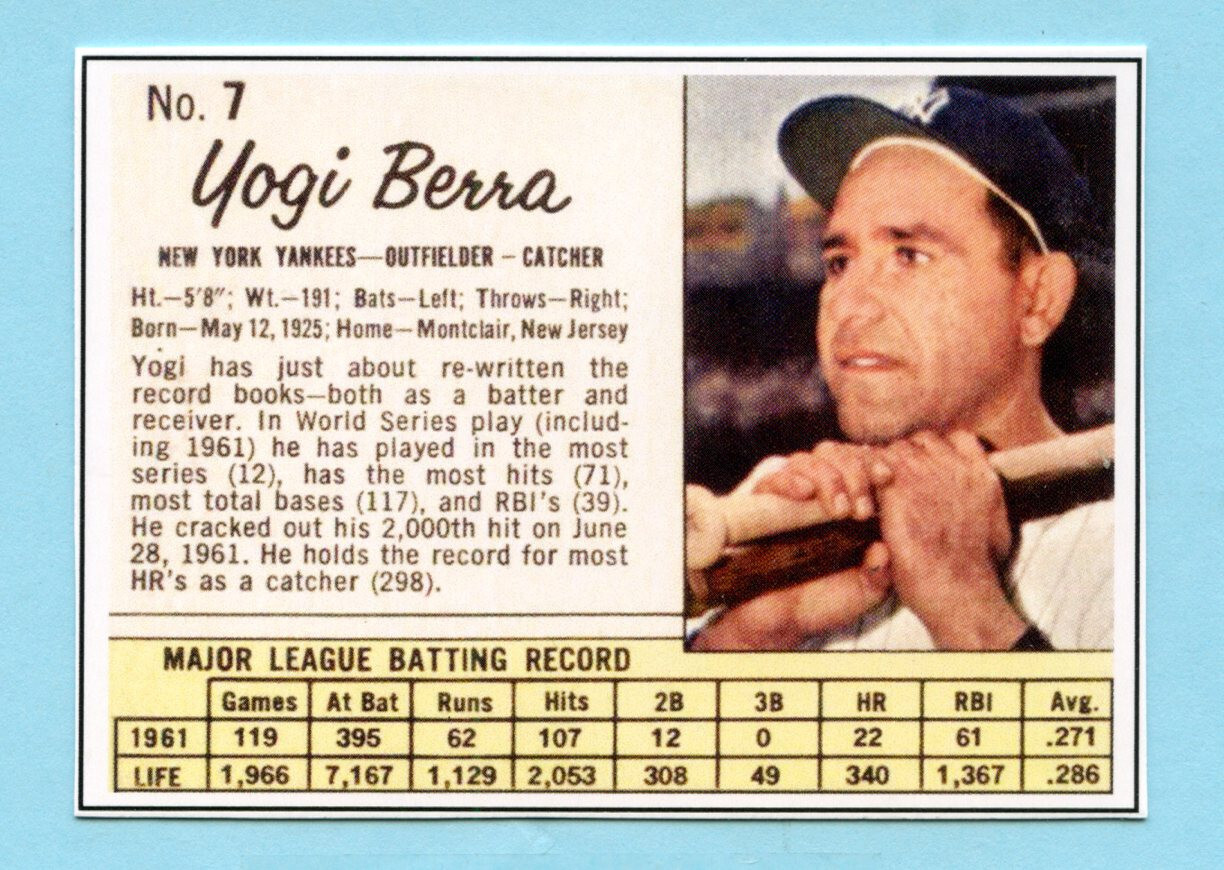 No. 7
Yogi Berra
NEW YORK YANKEES—OUTFIELDER – CATCHER
Ht.—5'8"; Wt.—191; Bats—Left; Throws—Right;
Born—May 12, 1925; Home—Montclair, New Jersey
Yogi has just about re-written the
record books—both as a batter and
receiver. In World Series play (includ-
ing 1961) he has played in the most
series (12), has the most hits (71),
most total bases (117), and RBI's (39).
He cracked out his 2,000th hit on June
28, 1961. He holds the record for most
HR's as a catcher (298).
MAJOR LEAGUE BATTING RECORD
Games At Bat Runs Hits 2B 3B HR RBI Avg.
1961 119 395 62 107 12 0 22 61 .271
LIFE 1,966 7,167 1,129 2,053 308 49 340 1,367 .286
NY